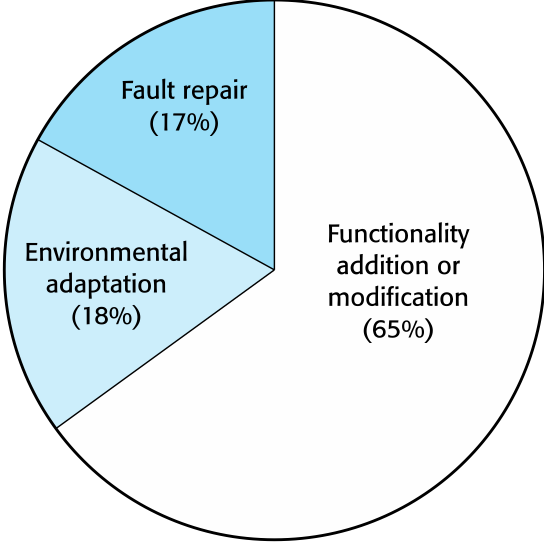 Fault repair
(17%)
Environmental
adaptation
(18%)
Functionality
addition or
modification
(65%)